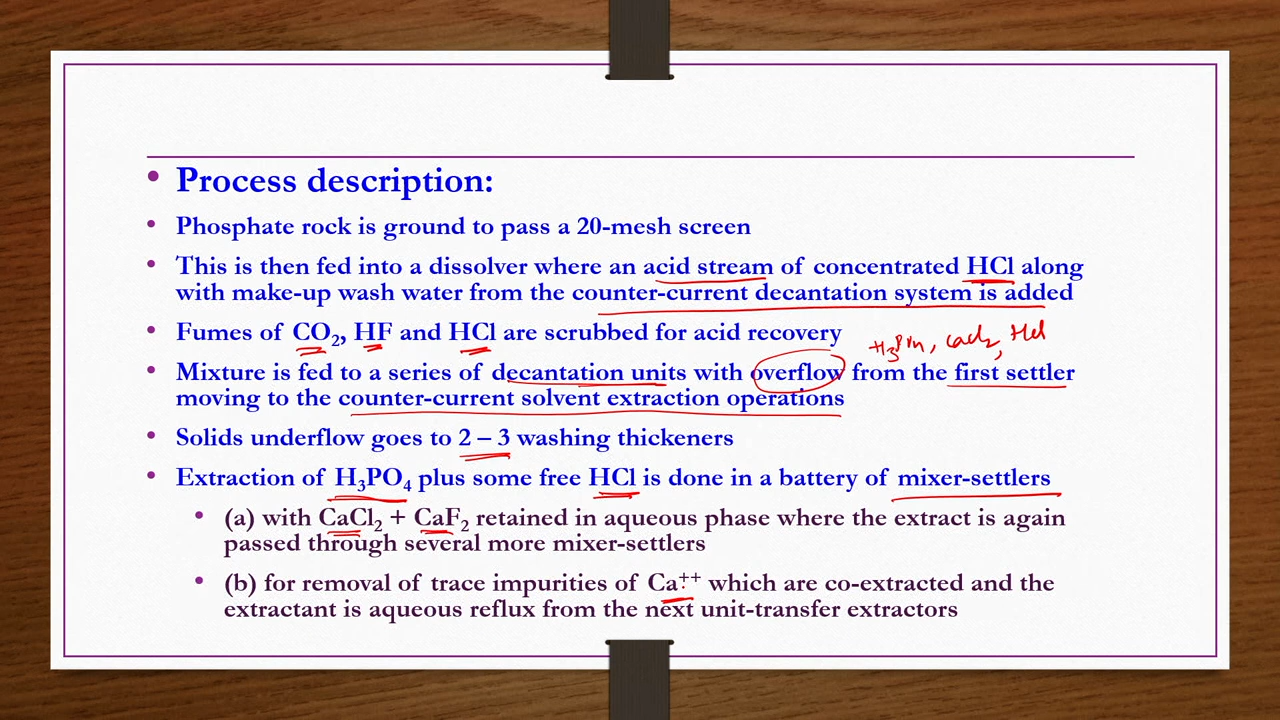 • Process description:
• Phosphate rock is ground to pass a 20-mesh screen
• This is then fed into a dissolver where an acid stream of concentrated HCl along
with make-up wash water from the counter-current decantation system is added
• Fumes of CO₂, HF and HCl are scrubbed for acid recovery
CaCl₂, HCl
• Mixture is fed to a series of decantation units with overflow from the first settler
moving to the counter-current solvent extraction operations
• Solids underflow goes to 2 – 3 washing thickeners
• Extraction of H₃PO₄ plus some free HCl is done in a battery of mixer-settlers
• (a) with CaCl₂ + CaF₂ retained in aqueous phase where the extract is again
passed through several more mixer-settlers
• (b) for removal of trace impurities of Ca⁺⁺ which are co-extracted and the
extractant is aqueous reflux from the next unit-transfer extractors